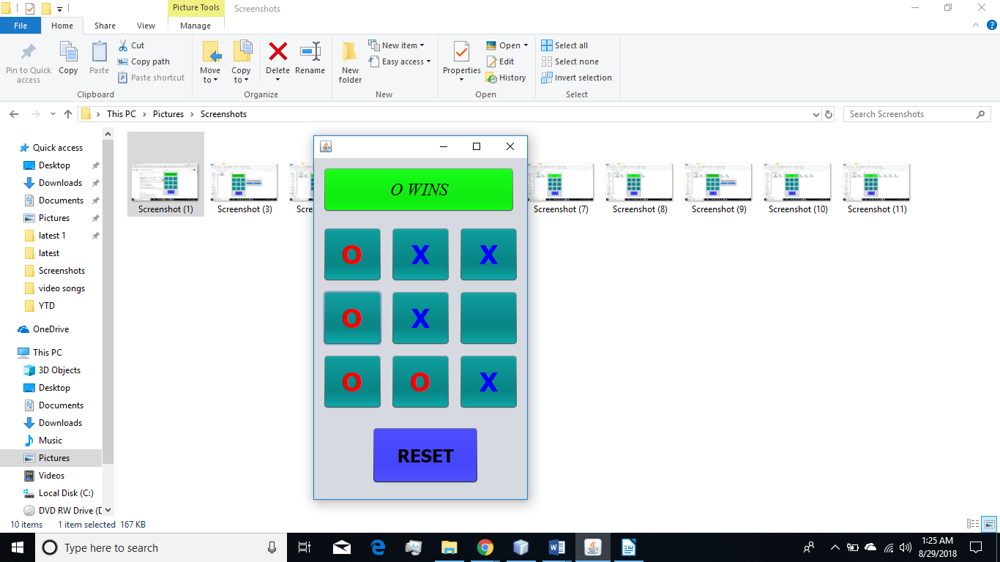 Picture Tools Screenshots
File Home Share View Manage
Pin to Quick access
Copy
Paste
Cut
Copy path
Paste shortcut
Clipboard
Move to
Copy to
Delete
Rename
Organize
New folder
New item
Easy access
New
Properties
Open
Edit
History
Open
Select all
Select none
Invert selection
Select
This PC Pictures Screenshots
Search Screenshots
Quick access
Desktop
Downloads
Documents
Pictures
latest 1
latest
Screenshots
video songs
YTD
OneDrive
This PC
3D Objects
Desktop
Documents
Downloads
Music
Pictures
Videos
Local Disk (C:)
DVD RW Drive (D
Screenshot (1) Screenshot (3) Scre Screenshot (7) Screenshot (8) Screenshot (9) Screenshot (10) Screenshot (11)
O WINS
O X X
O X
O O X
RESET
10 items 1 item selected 167 KB
Type here to search
1:25 AM
8/29/2018